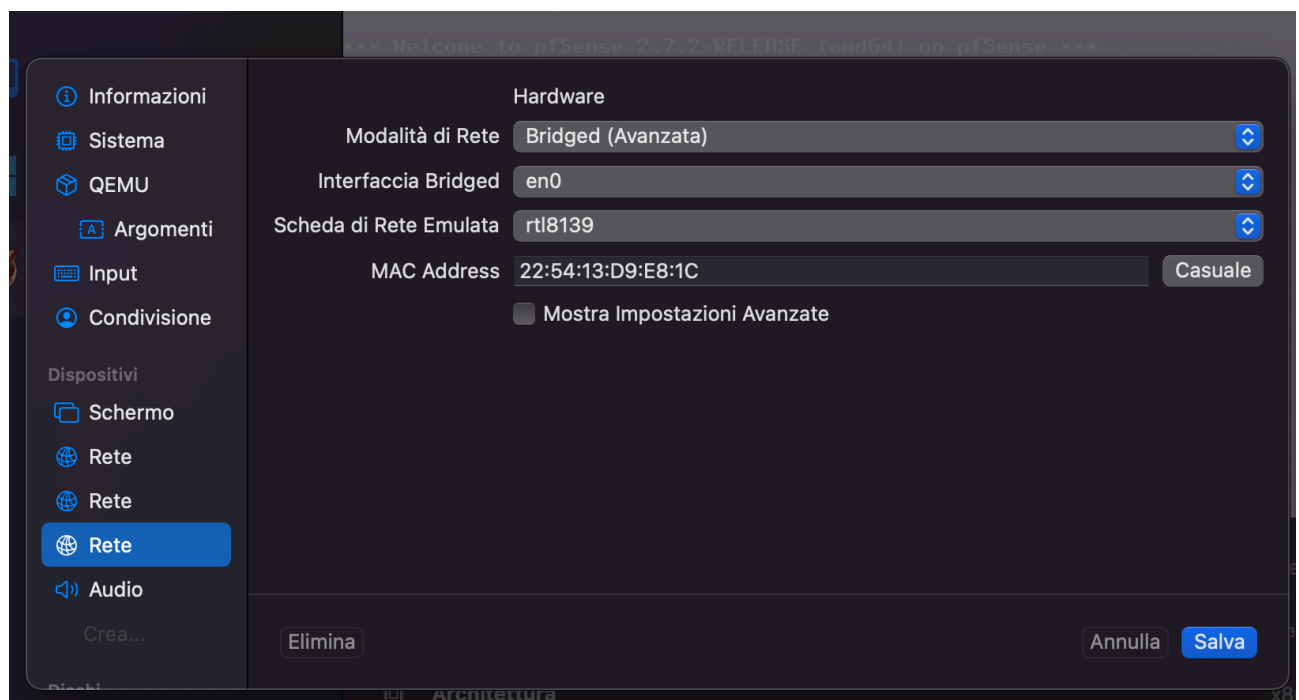 *** Welcome to pfSense 2.7.2-RELEASE (amd64) on pfSense ***
Informazioni
Sistema
QEMU
A Argomenti
Input
Condivisione
Dispositivi
Schermo
Rete
Rete
Rete
Audio
Crea...
Dischi
Hardware
Modalità di Rete Bridged (Avanzata)
Interfaccia Bridged en0
Scheda di Rete Emulata rtl8139
MAC Address 22:54:13:D9:E8:1C Casuale
Mostra Impostazioni Avanzate
Elimina Annulla Salva
Architettura x8